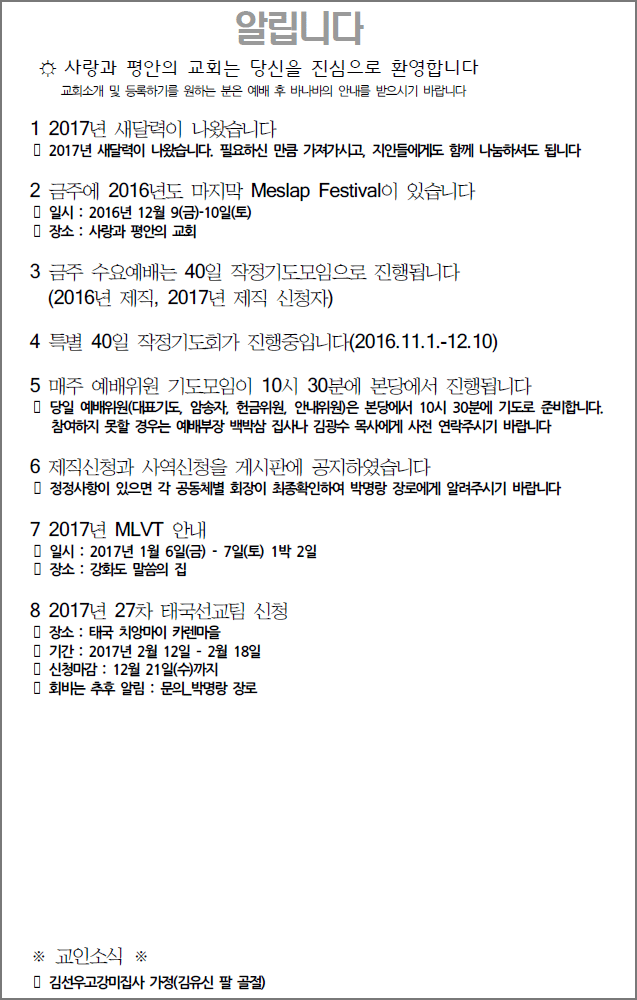 알립니다
☼ 사랑과 평안의 교회는 당신을 진심으로 환영합니다
교회소개 및 등록하기를 원하는 분은 예배 후 바나바의 안내를 받으시기 바랍니다
1 2017년 새달력이 나왔습니다
▯ 2017년 새달력이 나왔습니다. 필요하신 만큼 가져가시고, 지인들에게도 함께 나눔하셔도 됩니다
2 금주에 2016년도 마지막 Meslap Festival이 있습니다
▯ 일시 : 2016년 12월 9(금)-10일(토)
▯ 장소 : 사랑과 평안의 교회
3 금주 수요예배는 40일 작정기도모임으로 진행됩니다
(2016년 제직, 2017년 제직 신청자)
4 특별 40일 작정기도회가 진행중입니다(2016.11.1.-12.10)
5 매주 예배위원 기도모임이 10시 30분에 본당에서 진행됩니다
▯ 당일 예배위원(대표기도, 암송자, 헌금위원, 안내위원)은 본당에서 10시 30분에 기도로 준비합니다.
참여하지 못할 경우는 예배부장 백박삼 집사나 김광수 목사에게 사전 연락주시기 바랍니다
6 제직신청과 사역신청을 게시판에 공지하였습니다
▯ 정정사항이 있으면 각 공동체별 회장이 최종확인하여 박명랑 장로에게 알려주시기 바랍니다
7 2017년 MLVT 안내
▯ 일시 : 2017년 1월 6일(금) - 7일(토) 1박 2일
▯ 장소 : 강화도 말씀의 집
8 2017년 27차 태국선교팀 신청
▯ 장소 : 태국 치앙마이 카렌마을
▯ 기간 : 2017년 2월 12일 - 2월 18일
▯ 신청마감 : 12월 21일(수)까지
▯ 회비는 추후 알림 : 문의_박명랑 장로
※ 교인소식 ※
▯ 김선우고강미집사 가정(김유신 팔 골절)